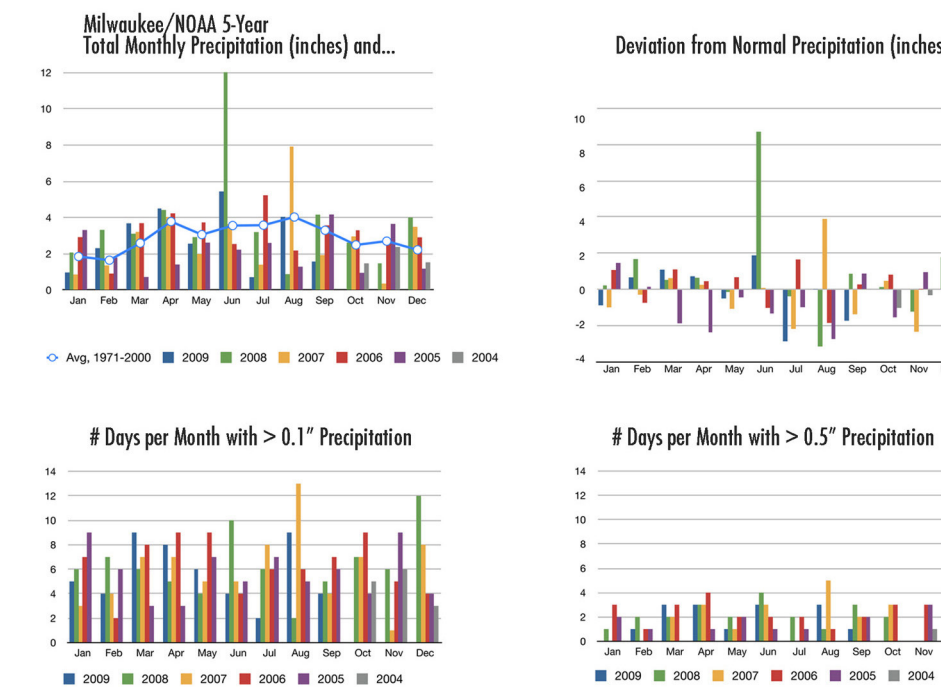 Milwaukee/NOAA 5-Year
Total Monthly Precipitation (inches) and...
12
10
8
6
4
2
0
Jan Feb Mar Apr May Jun Jul Aug Sep Oct Nov Dec
Avg, 1971-2000 2009 2008 2007 2006 2005 2004
Deviation from Normal Precipitation (inches
10
8
6
4
2
0
-2
-4
Jan Feb Mar Apr May Jun Jul Aug Sep Oct Nov
# Days per Month with > 0.1" Precipitation
14
12
10
8
6
4
2
0
Jan Feb Mar Apr May Jun Jul Aug Sep Oct Nov Dec
2009 2008 2007 2006 2005 2004
# Days per Month with > 0.5" Precipitation
14
12
10
8
6
4
2
0
Jan Feb Mar Apr May Jun Jul Aug Sep Oct Nov
2009 2008 2007 2006 2005 2004